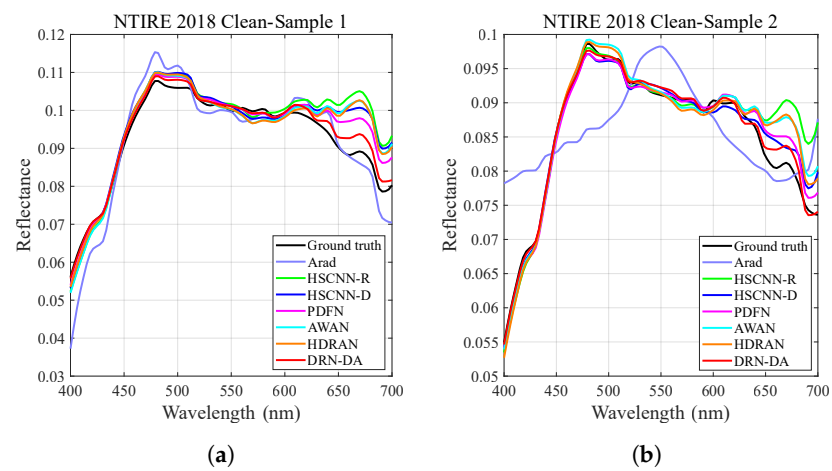 NTIRE 2018 Clean-Sample 1
0.12
0.11
0.1
0.09
0.08
0.07
0.06
0.05
0.04
0.03
Reflectance
400 450 500 550 600 650 700
Wavelength (nm)
Ground truth
Arad
HSCNN-R
HSCNN-D
PDFN
AWAN
HDRAN
DRN-DA
(a)
NTIRE 2018 Clean-Sample 2
0.1
0.095
0.09
0.085
0.08
0.075
0.07
0.065
0.06
0.055
0.05
Reflectance
400 450 500 550 600 650 700
Wavelength (nm)
Ground truth
Arad
HSCNN-R
HSCNN-D
PDFN
AWAN
HDRAN
DRN-DA
(b)